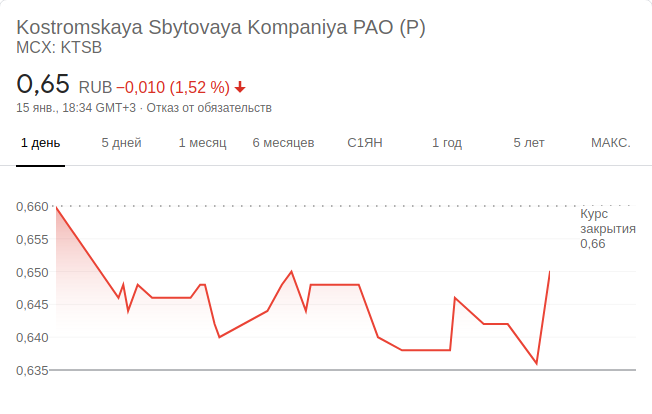 Kostromskaya Sbytovaya Kompaniya PAO (P)
MCX: KTSB
0,65 RUB −0,010 (1,52 %)
15 янв., 18:34 GMT+3 · Отказ от обязательств
1 день 5 дней 1 месяц 6 месяцев С1ЯН 1 год 5 лет МАКС.
0,660
Курс
закрытия
0,66
0,655
0,650
0,645
0,640
0,635